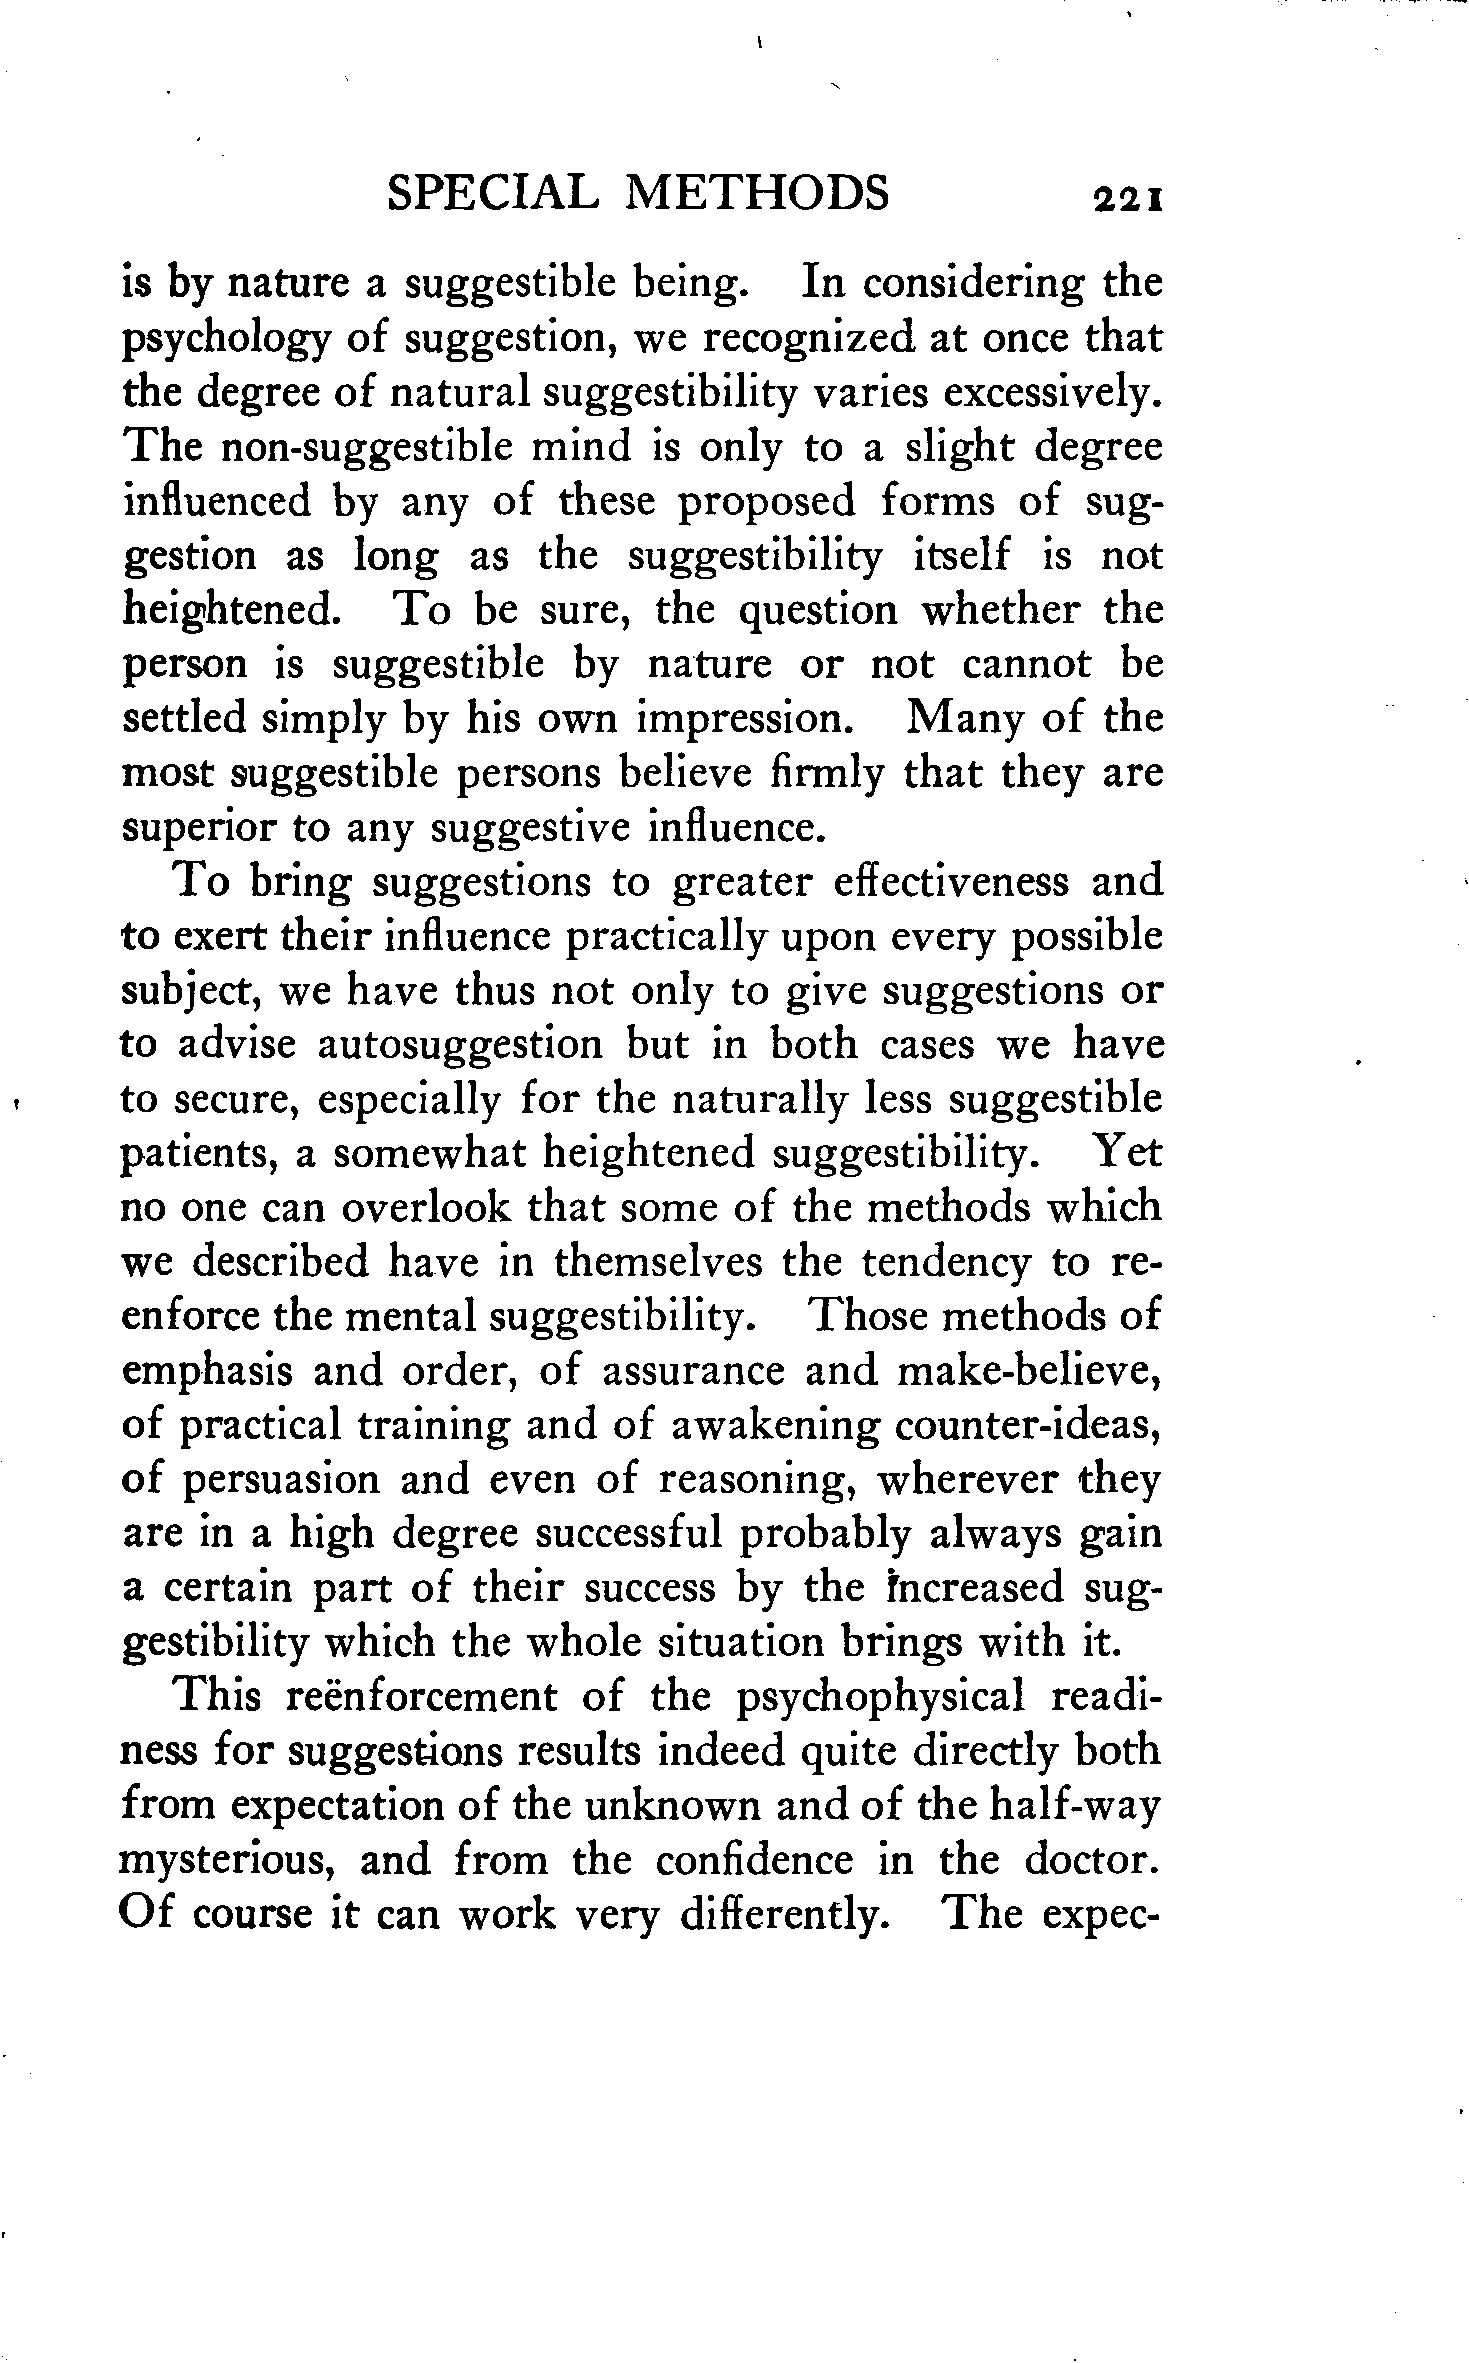 SPECIAL METHODS 221
is by nature a suggestible being. In considering the
psychology of suggestion, we recognized at once that
the degree of natural suggestibility varies excessively.
The non-suggestible mind is only to a slight degree
influenced by any of these proposed forms of sug-
gestion as long as the suggestibility itself is not
heightened. To be sure, the question whether the
person is suggestible by nature or not cannot be
settled simply by his own impression. Many of the
most suggestible persons believe firmly that they are
superior to any suggestive influence.
To bring suggestions to greater effectiveness and
to exert their influence practically upon every possible
subject, we have thus not only to give suggestions or
to advise autosuggestion but in both cases we have
to secure, especially for the naturally less suggestible
patients, a somewhat heightened suggestibility. Yet
no one can overlook that some of the methods which
we described have in themselves the tendency to re-
enforce the mental suggestibility. Those methods of
emphasis and order, of assurance and make-believe,
of practical training and of awakening counter-ideas,
of persuasion and even of reasoning, wherever they
are in a high degree successful probably always gain
a certain part of their success by the increased sug-
gestibility which the whole situation brings with it.
This reënforcement of the psychophysical readi-
ness for suggestions results indeed quite directly both
from expectation of the unknown and of the half-way
mysterious, and from the confidence in the doctor.
Of course it can work very differently. The expec-